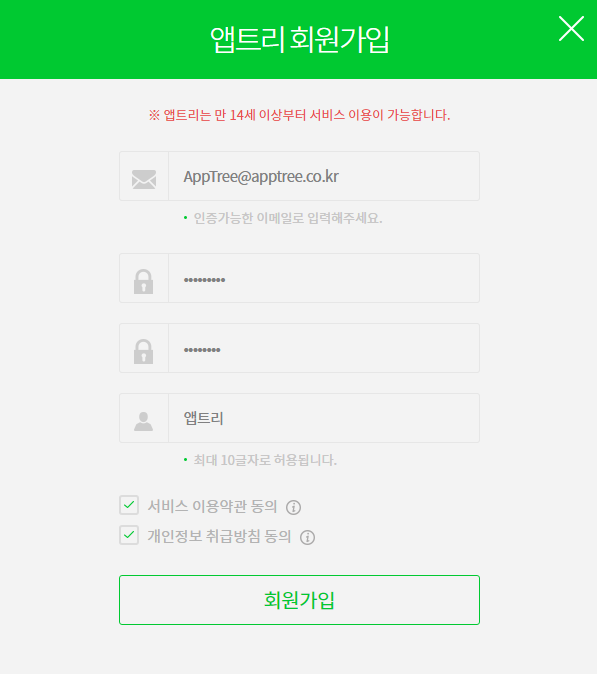 앱트리 회원가입
※ 앱트리는 만 14세 이상부터 서비스 이용이 가능합니다.
AppTree@apptree.co.kr
• 인증가능한 이메일로 입력해주세요.
•••••••••
••••••••
앱트리
• 최대 10글자로 허용됩니다.
서비스 이용약관 동의
개인정보 취급방침 동의
회원가입